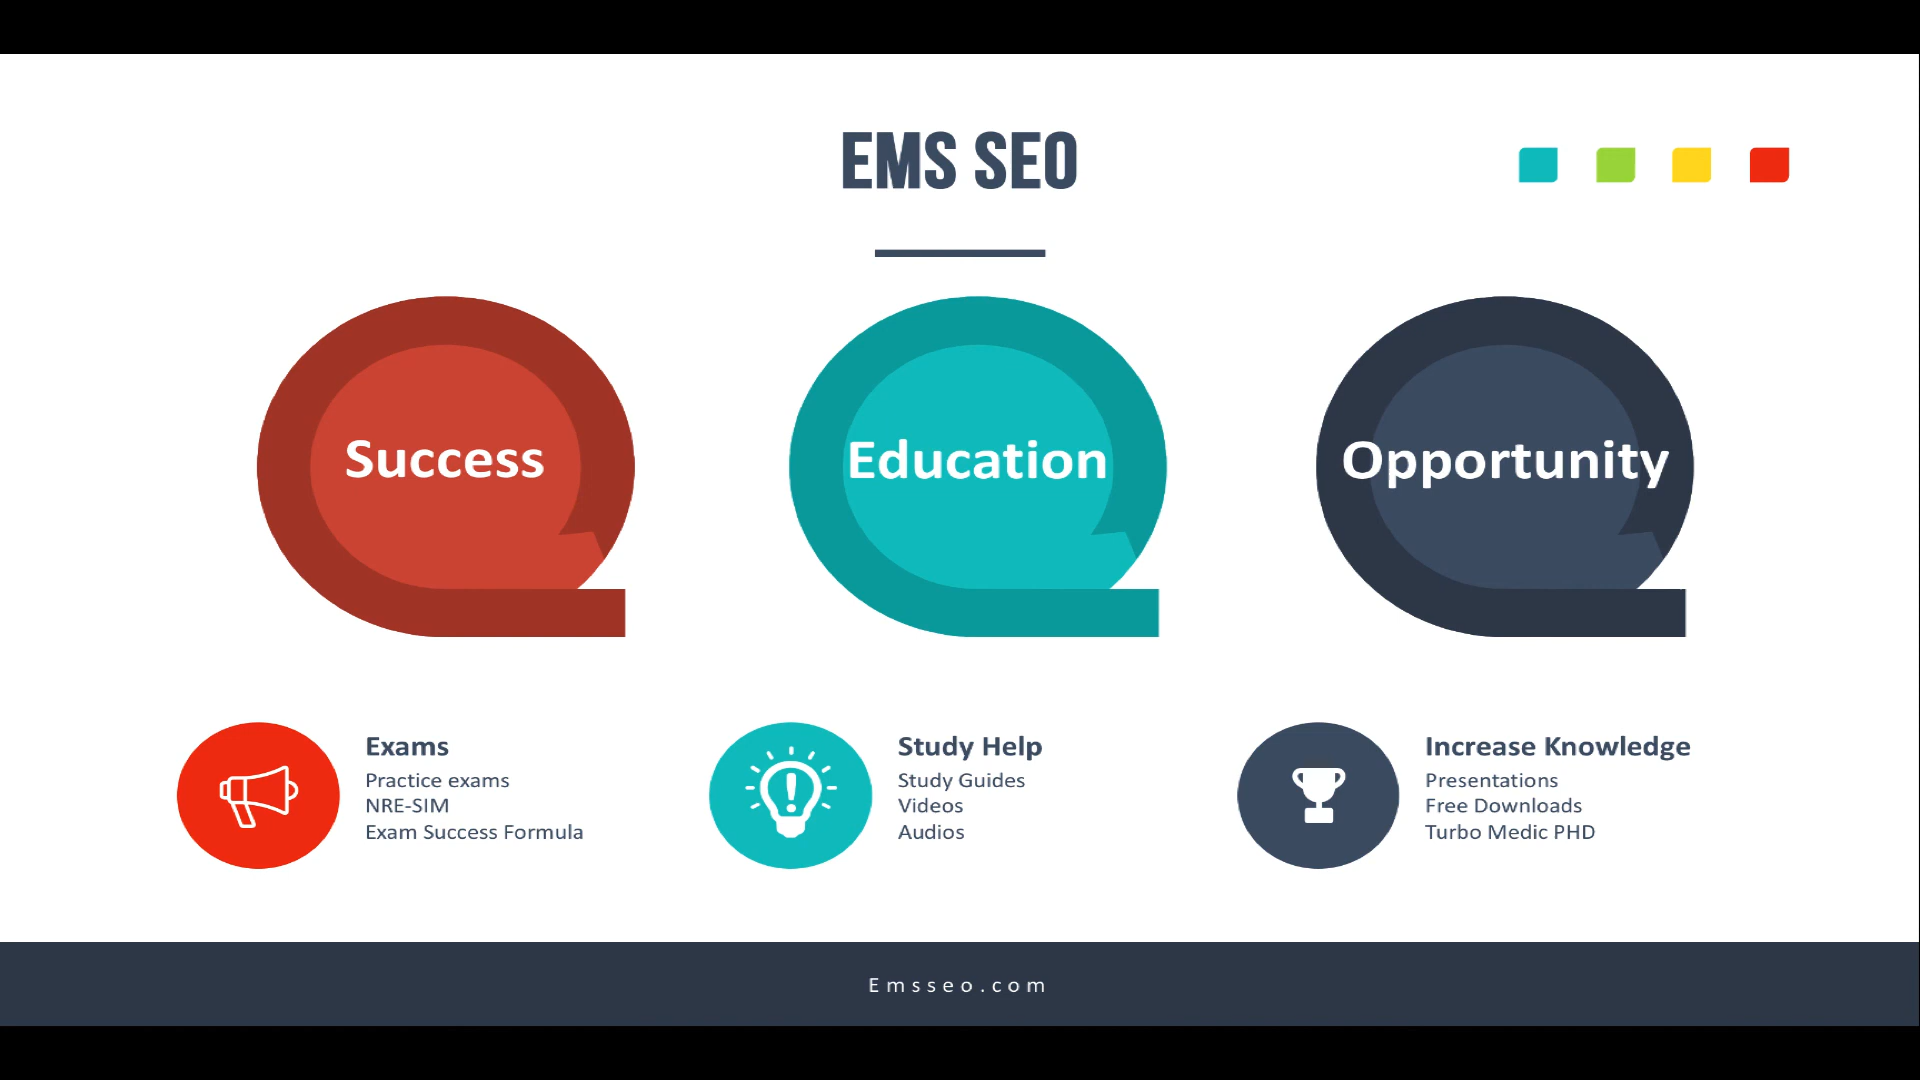 EMS SEO
Success
Education
Opportunity
Exams
Practice exams
NRE-SIM
Exam Success Formula
Study Help
Study Guides
Videos
Audios
Increase Knowledge
Presentations
Free Downloads
Turbo Medic PHD
Emsseo.com